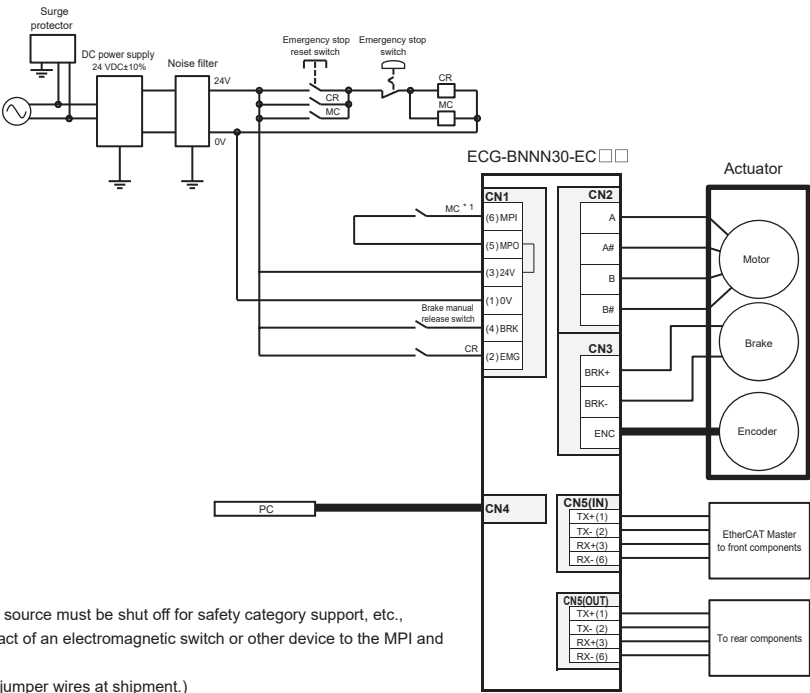 Surge
protector
DC power supply
24 VDC±10%
Noise filter
24V
0V
Emergency stop
reset switch
Emergency stop
switch
CR
MC
CR
MC
ECG-BNNN30-EC□□
Actuator
CN1
MC *1
(6) MPI
(5) MPO
(3) 24V
(1) 0V
Brake manual
release switch
(4) BRK
CR
(2) EMG
CN2
A
A#
B
B#
Motor
CN3
BRK+
BRK-
ENC
Brake
Encoder
PC
CN4
CN5(IN)
TX+(1)
TX- (2)
RX+(3)
RX- (6)
EtherCAT Master
to front components
CN5(OUT)
TX+(1)
TX- (2)
RX+(3)
RX- (6)
To rear components
source must be shut off for safety category support, etc.,
act of an electromagnetic switch or other device to the MPI and
jumper wires at shipment.)